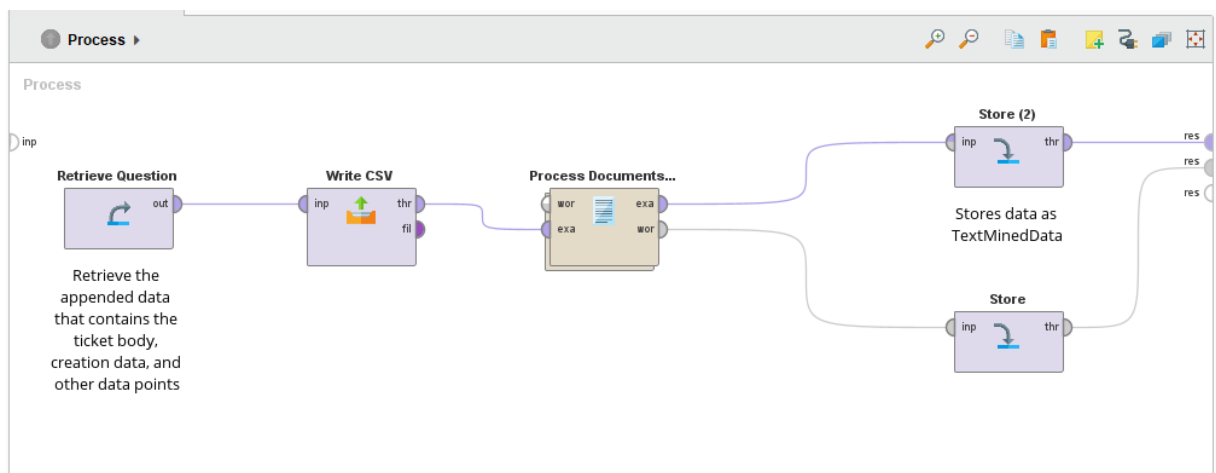 Process
Process
inp
Retrieve Question
out
Retrieve the
appended data
that contains the
ticket body,
creation data, and
other data points
Write CSV
inp
thr
fil
Process Documents...
wor
exa
exa
wor
Store (2)
inp
thr
Stores data as
TextMinedData
Store
inp
thr
res
res
res